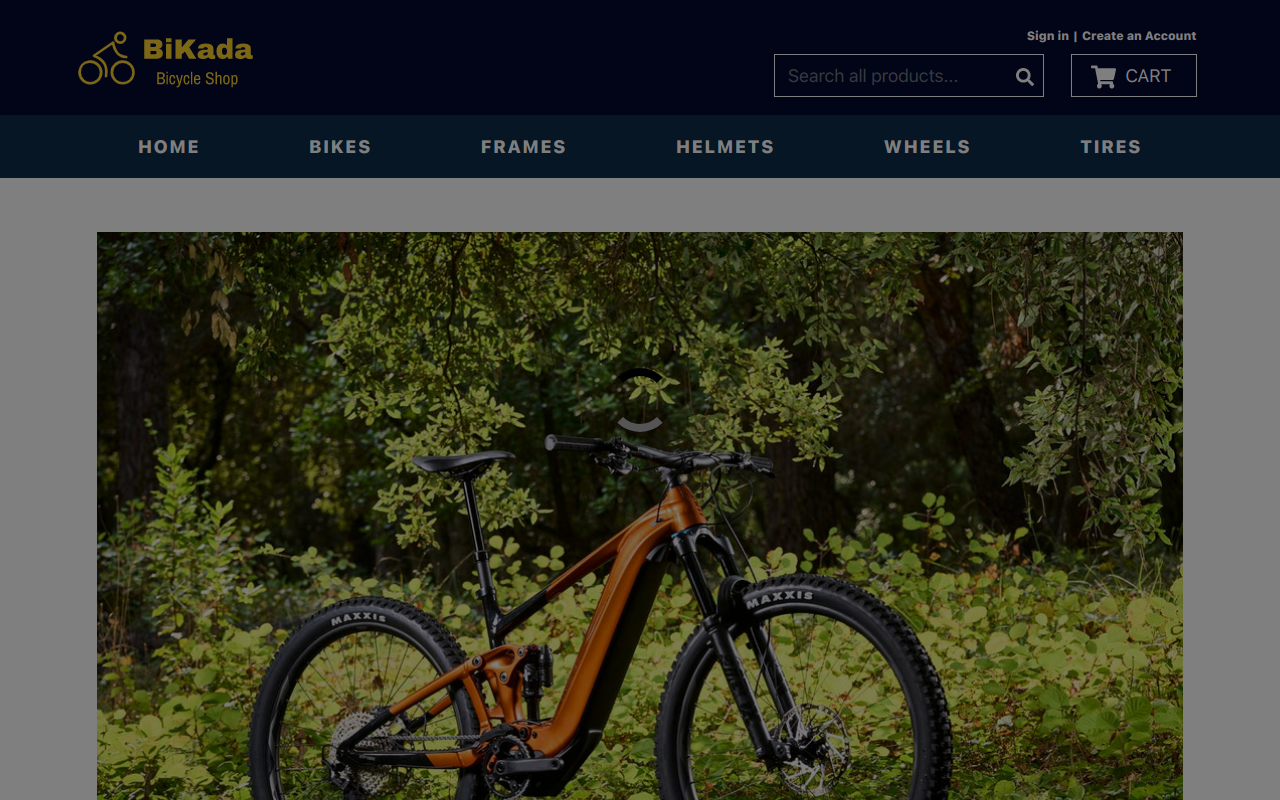 BiKada
Bicycle Shop
Sign in | Create an Account
Search all products...
CART
HOME
BIKES
FRAMES
HELMETS
WHEELS
TIRES
MAXXIS
MAXXIS